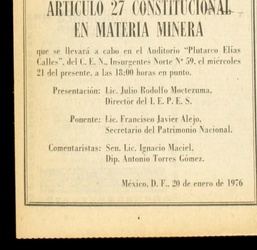 ARTICULO 27 CONSTITUCIONAL
EN MATERIA MINERA
que se llevará a cabo en el Auditorio "Plutarco Elías
Calles", del C. E. N., Insurgentes Norte Nº 59, el miércoles
21 del presente, a las 18:00 horas en punto.
Presentación: Lic. Julio Rodolfo Moctezuma,
Director del I. E. P. E. S.
Ponente: Lic. Francisco Javier Alejo,
Secretario del Patrimonio Nacional.
Comentaristas: Sen. Lic. Ignacio Maciel,
Dip. Antonio Torres Gómez.
México, D. F., 20 de enero de 1976